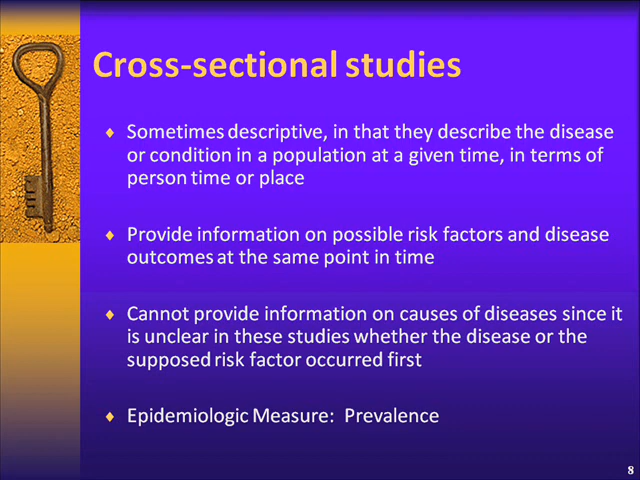 Cross-sectional studies
Sometimes descriptive, in that they describe the disease
or condition in a population at a given time, in terms of
person time or place
Provide information on possible risk factors and disease
outcomes at the same point in time
Cannot provide information on causes of diseases since it
is unclear in these studies whether the disease or the
supposed risk factor occurred first
Epidemiologic Measure: Prevalence
8